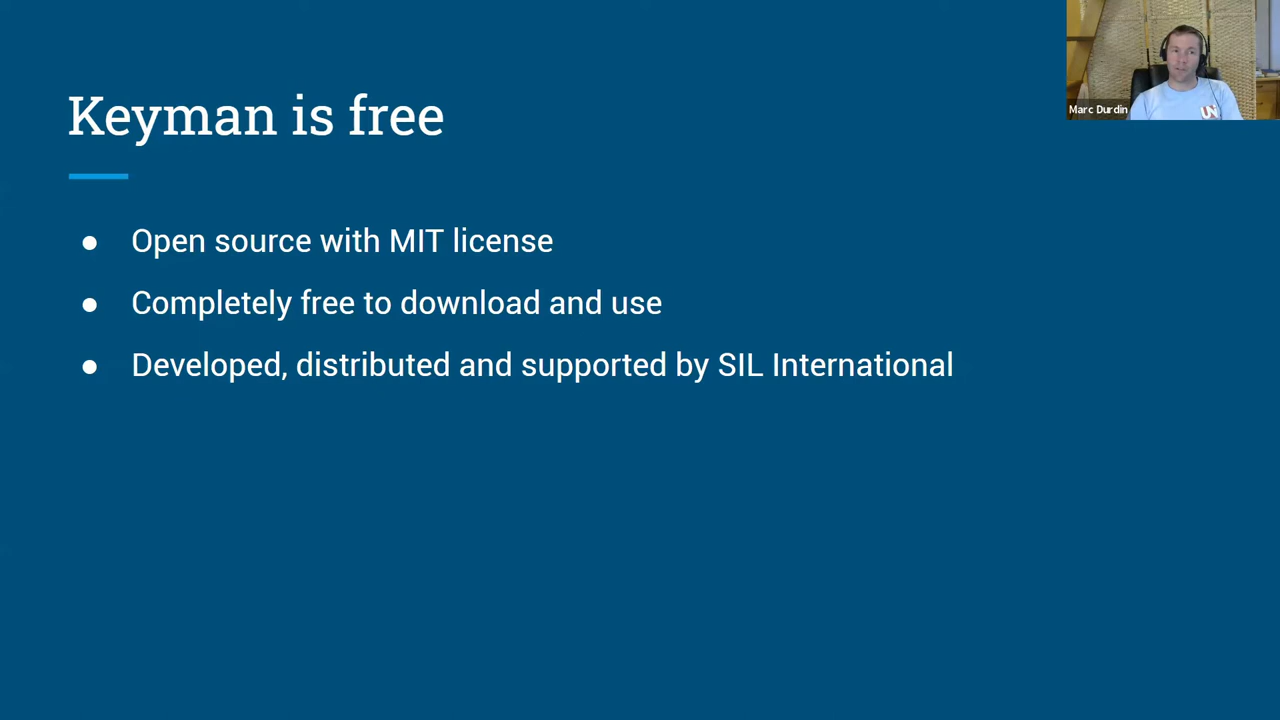 Keyman is free
Marc Durdin
● Open source with MIT license
● Completely free to download and use
● Developed, distributed and supported by SIL International